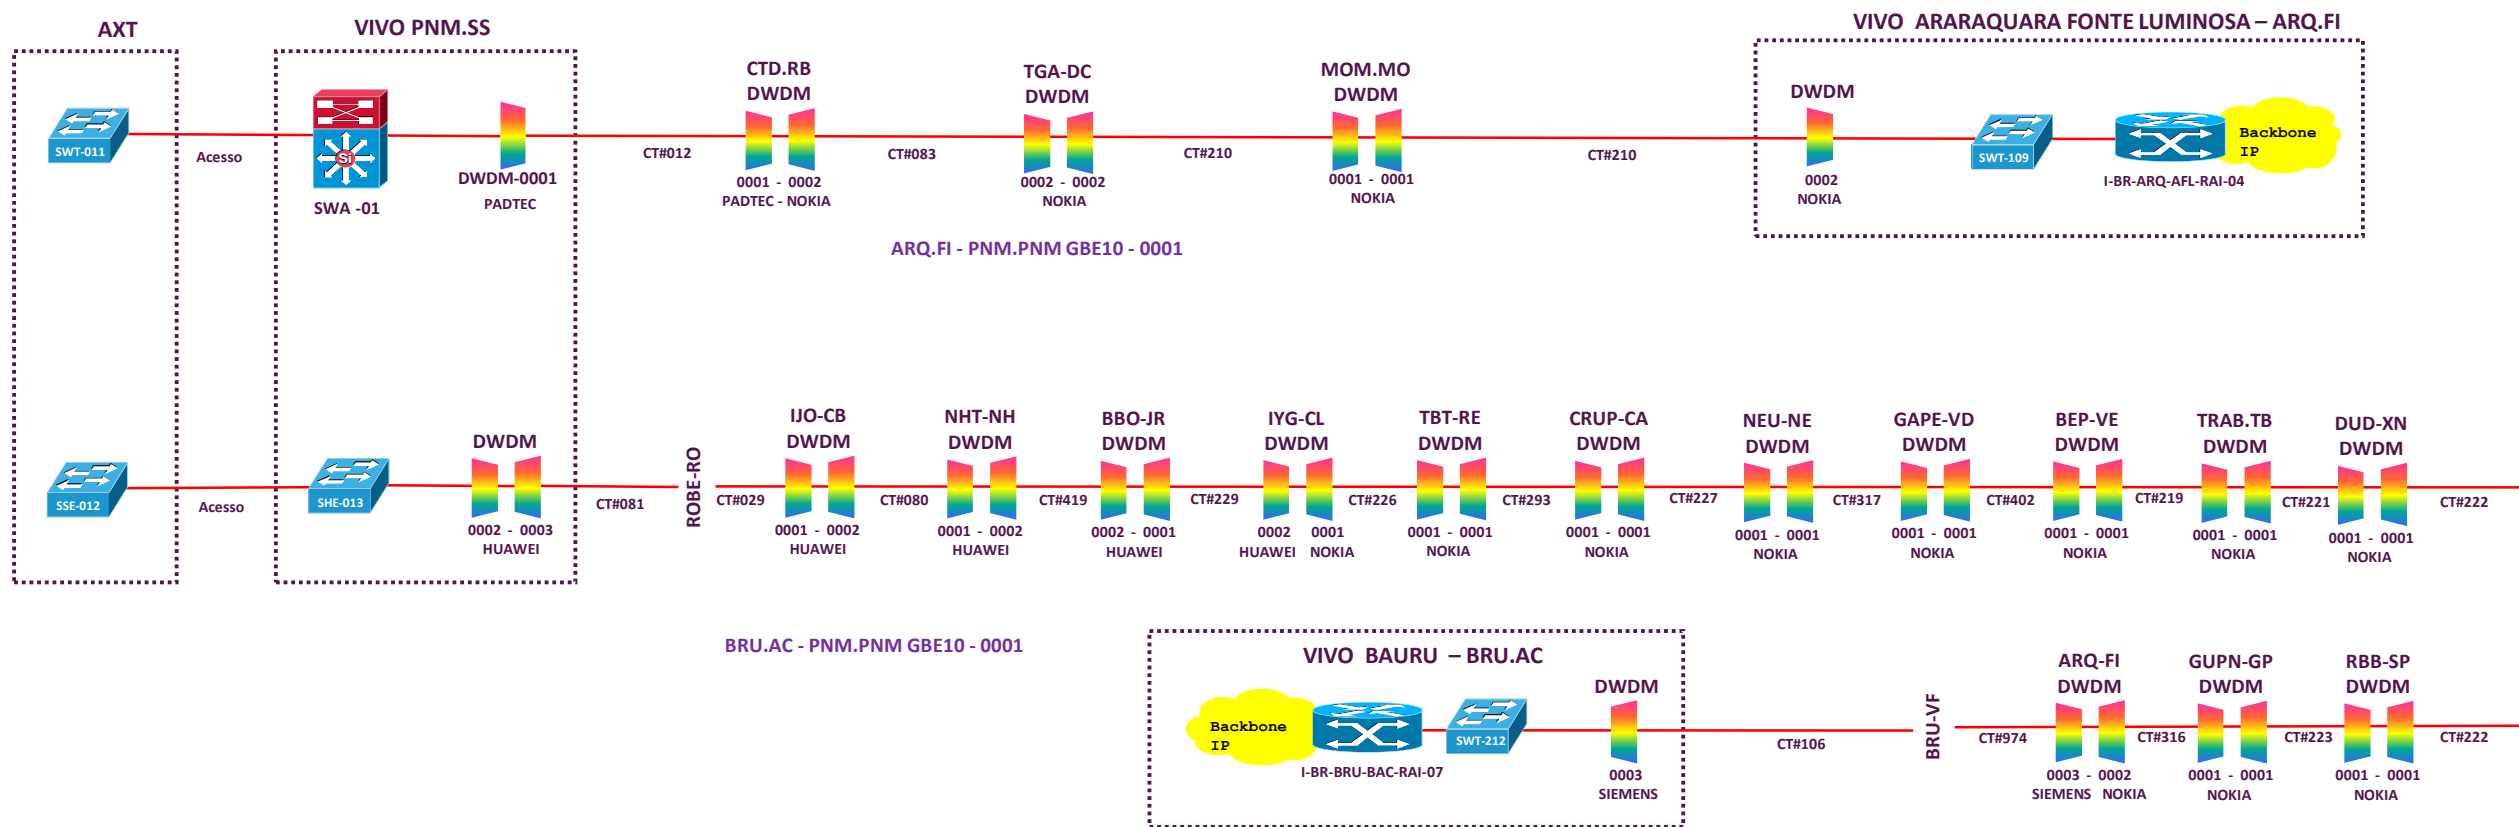 AXT
VIVO PNM.SS
VIVO  ARARAQUARA FONTE LUMINOSA – ARQ.FI
CTD.RB
DWDM
TGA-DC
DWDM
MOM.MO
DWDM
DWDM
SWT-011
Acesso
Si
SWA -01
DWDM-0001
PADTEC
CT#012
0001 - 0002
PADTEC - NOKIA
CT#083
0002 - 0002
NOKIA
CT#210
0001 - 0001
NOKIA
CT#210
0002
NOKIA
SWT-109
Backbone
IP
I-BR-ARQ-AFL-RAI-04
ARQ.FI - PNM.PNM GBE10 - 0001
SSE-012
Acesso
SHE-013
DWDM
0002 - 0003
HUAWEI
CT#081
ROBE-RO
CT#029
IJO-CB
DWDM
0001 - 0002
HUAWEI
CT#080
NHT-NH
DWDM
0001 - 0002
HUAWEI
CT#419
BBO-JR
DWDM
0002 - 0001
HUAWEI
CT#229
IYG-CL
DWDM
0002 0001
HUAWEI NOKIA
CT#226
TBT-RE
DWDM
0001 - 0001
NOKIA
CT#293
CRUP-CA
DWDM
0001 - 0001
NOKIA
CT#227
NEU-NE
DWDM
0001 - 0001
NOKIA
CT#317
GAPE-VD
DWDM
0001 - 0001
NOKIA
CT#402
BEP-VE
DWDM
0001 - 0001
NOKIA
CT#219
TRAB.TB
DWDM
0001 - 0001
NOKIA
CT#221
DUD-XN
DWDM
0001 - 0001
NOKIA
CT#222
BRU.AC - PNM.PNM GBE10 - 0001
VIVO  BAURU  – BRU.AC
Backbone
IP
I-BR-BRU-BAC-RAI-07
SWT-212
DWDM
0003
SIEMENS
CT#106
BRU-VF
CT#974
ARQ-FI
DWDM
0003 - 0002
SIEMENS NOKIA
CT#316
GUPN-GP
DWDM
0001 - 0001
NOKIA
CT#223
RBB-SP
DWDM
0001 - 0001
NOKIA
CT#222